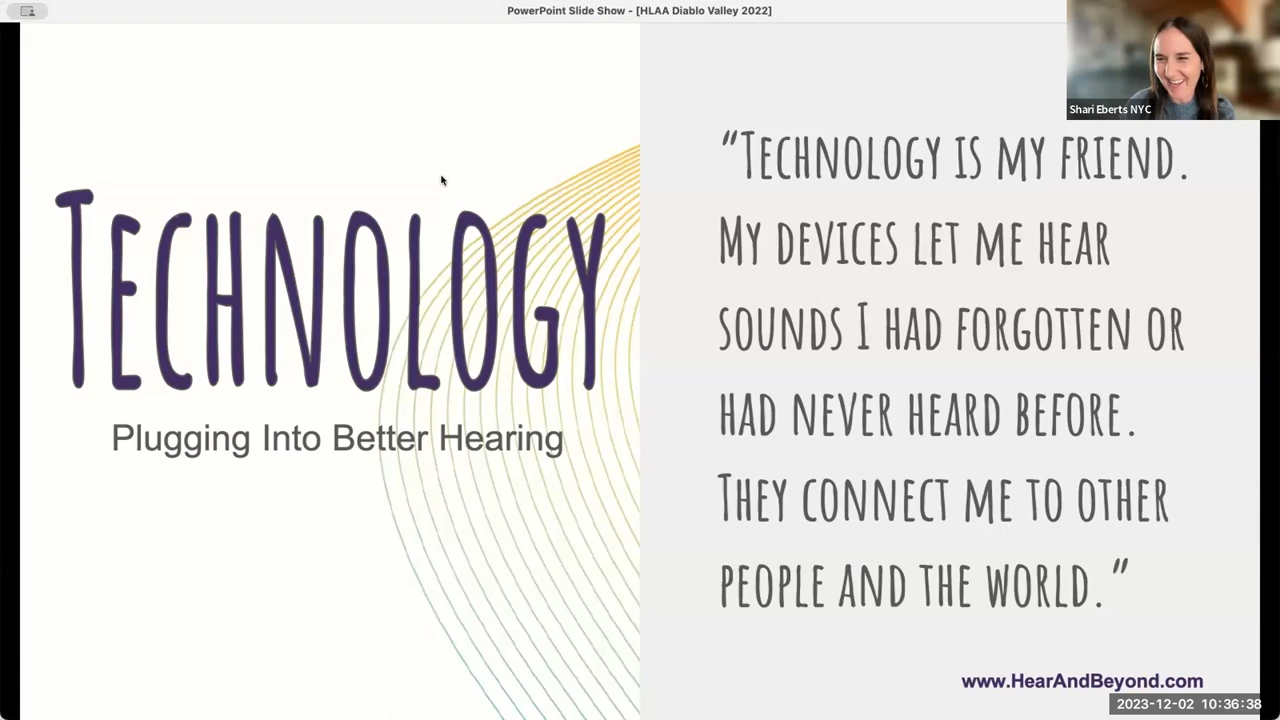 PowerPoint Slide Show - [HLAA Diablo Valley 2022]
Shari Eberts NYC
Technology
Plugging Into Better Hearing
“Technology is my friend.
My devices let me hear
sounds I had forgotten or
had never heard before.
They connect me to other
people and the world.”
www.HearAndBeyond.com
2023-12-02 10:36:38